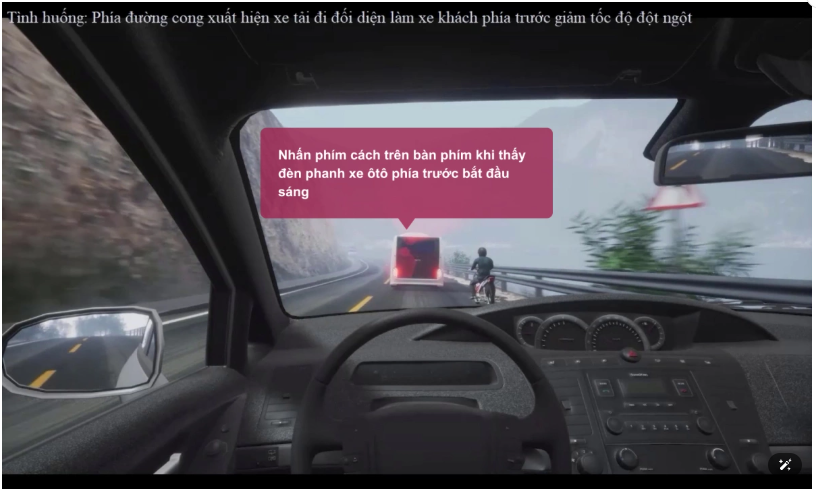 Tình huống: Phía đường cong xuất hiện xe tải đi đối diện làm xe khách phía trước giảm tốc độ đột ngột
Nhấn phím cách trên bàn phím khi thấy
đèn phanh xe ôtô phía trước bắt đầu
sáng